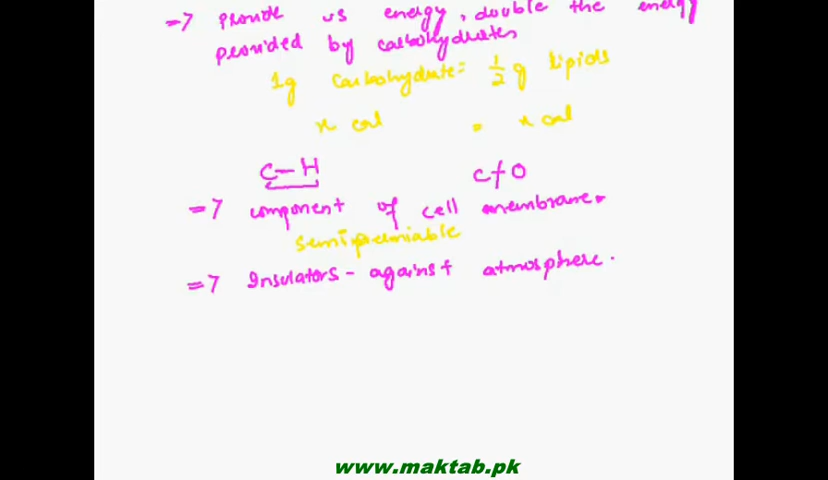 => Provide us energy, double the energy
provided by carbohydrates
1g Carbohydrate = 1/2 g lipids
x cal = x cal
C-H C/O
=> component of cell membrane.
semipermiable
=> Insulators - against atmosphere.
www.maktab.pk